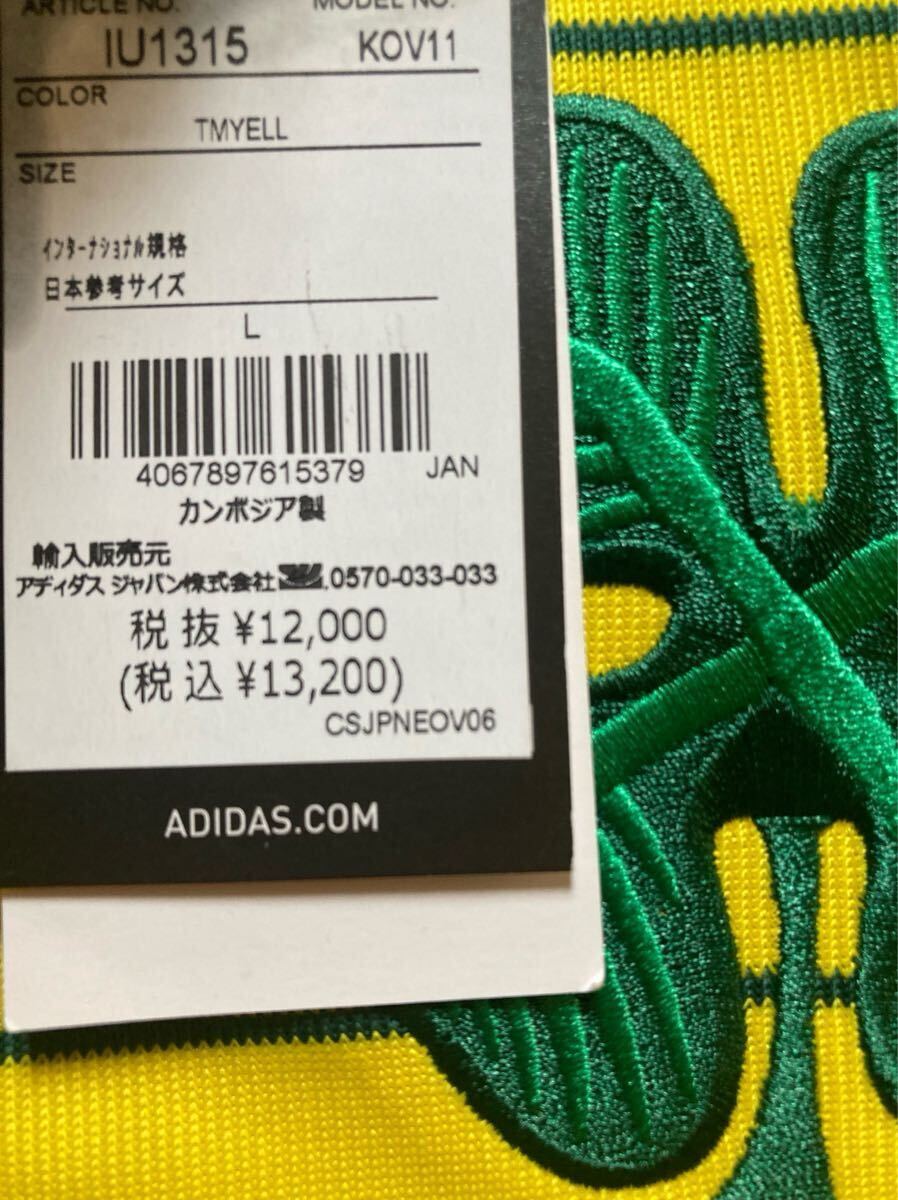 ARTICLE NO. MODEL NO.
IU1315 KOV11
COLOR
TMYELL
SIZE
インターナショナル規格
日本参考サイズ
L
4067897615379 JAN
カンボジア製
輸入販売元
アディダス ジャパン株式会社 .0570-033-033
税抜 ¥12,000
(税込 ¥13,200)
CSJPNEOV06
ADIDAS.COM